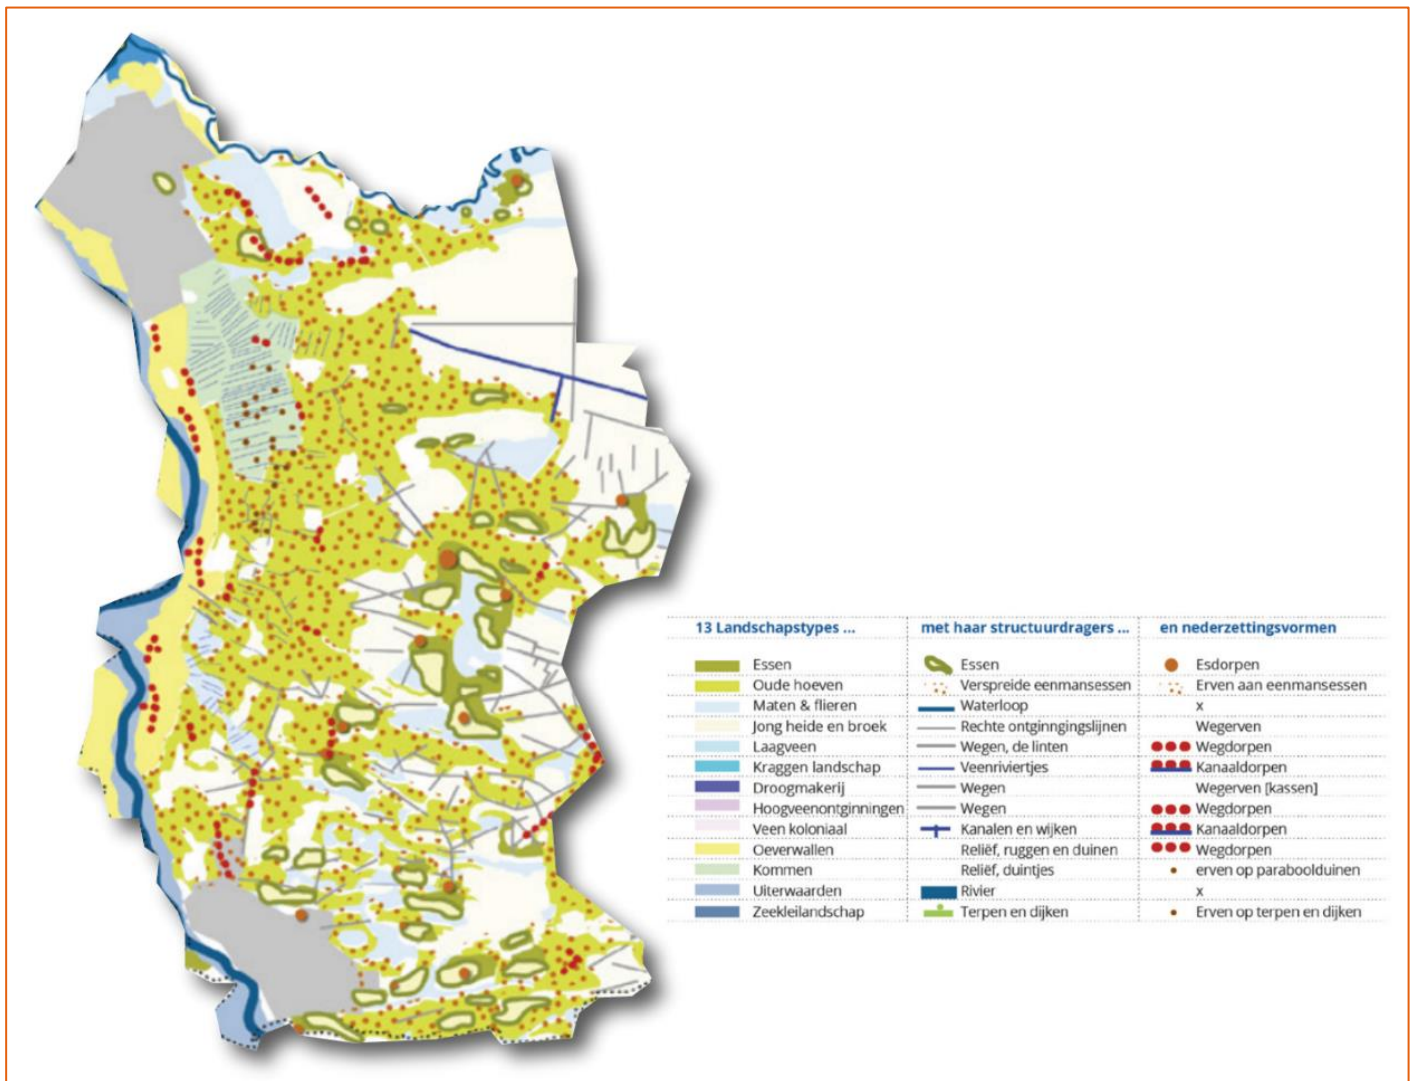 13 Landschapstypes ... met haar structuurdragers ... en nederzettingsvormen
Essen Essen Esdorpen
Oude hoeven Verspreide eenmansessen Erven aan eenmansessen
Maten & flieren Waterloop x
Jong heide en broek Rechte ontginngingslijnen Wegerven
Laagveen Wegen, de linten Wegdorpen
Kraggen landschap Veenriviertjes Kanaaldorpen
Droogmakerij Wegen Wegerven [kassen]
Hoogveenontginningen Wegen Wegdorpen
Veen koloniaal Kanalen en wijken Kanaaldorpen
Oeverwallen Reliëf, ruggen en duinen Wegdorpen
Kommen Reliëf, duintjes erven op paraboolduinen
Uiterwaarden Rivier x
Zeekleilandschap Terpen en dijken Erven op terpen en dijken